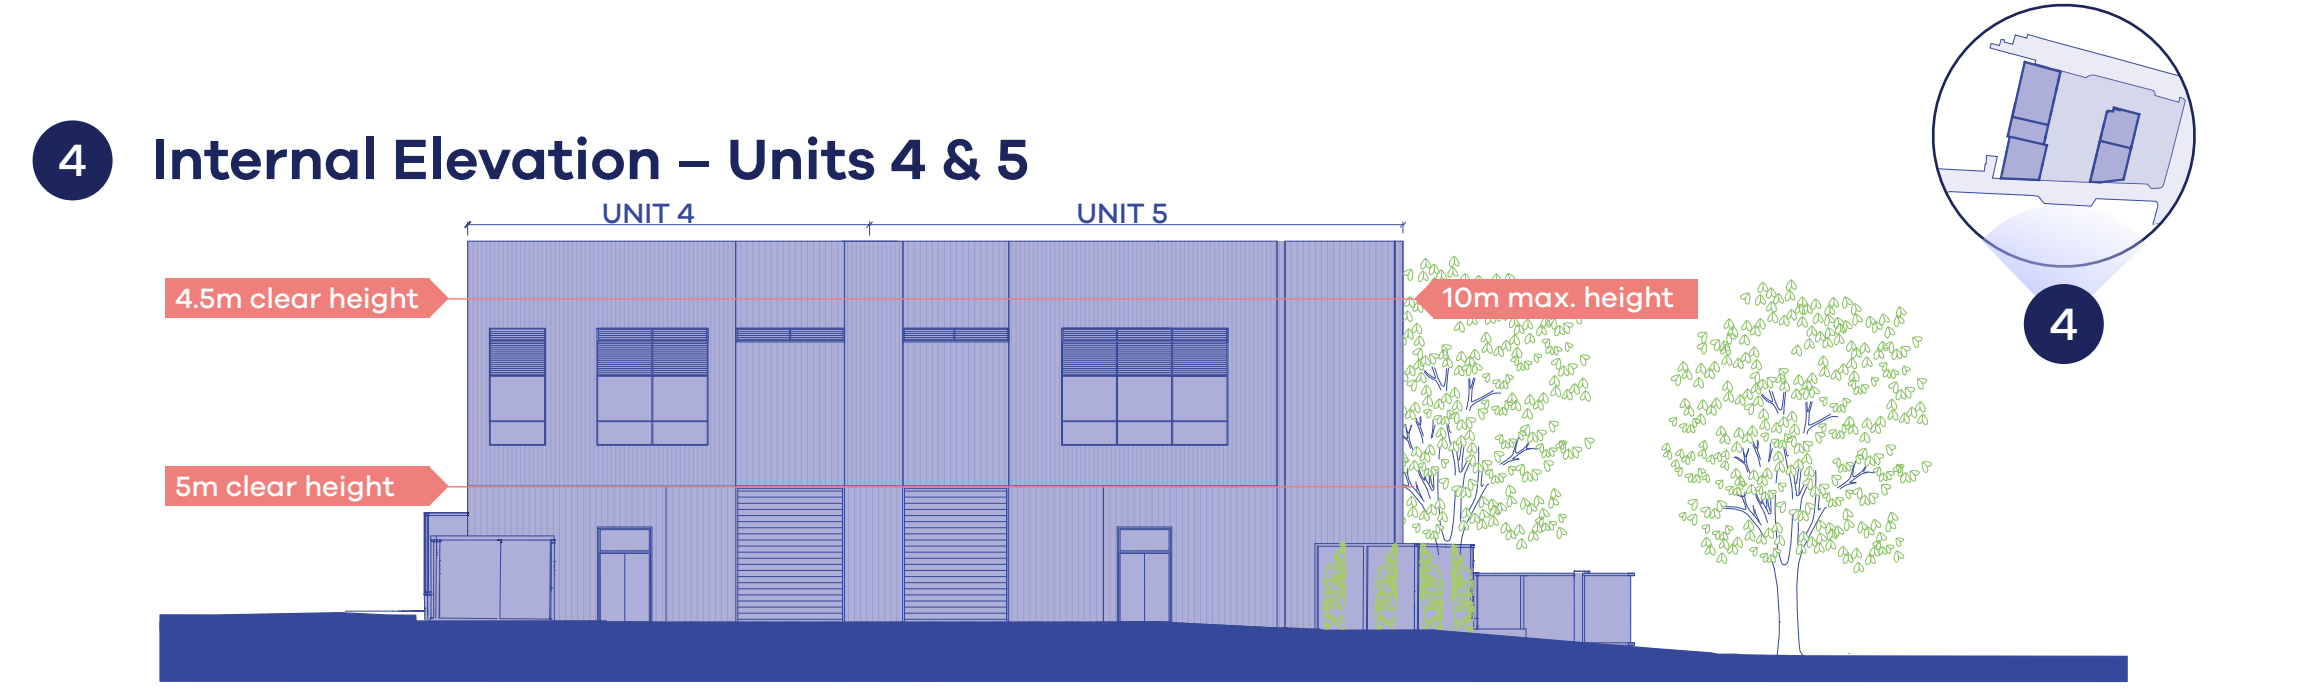 4
Internal Elevation – Units 4 & 5
UNIT 4
UNIT 5
4.5m clear height
10m max. height
4
5m clear height